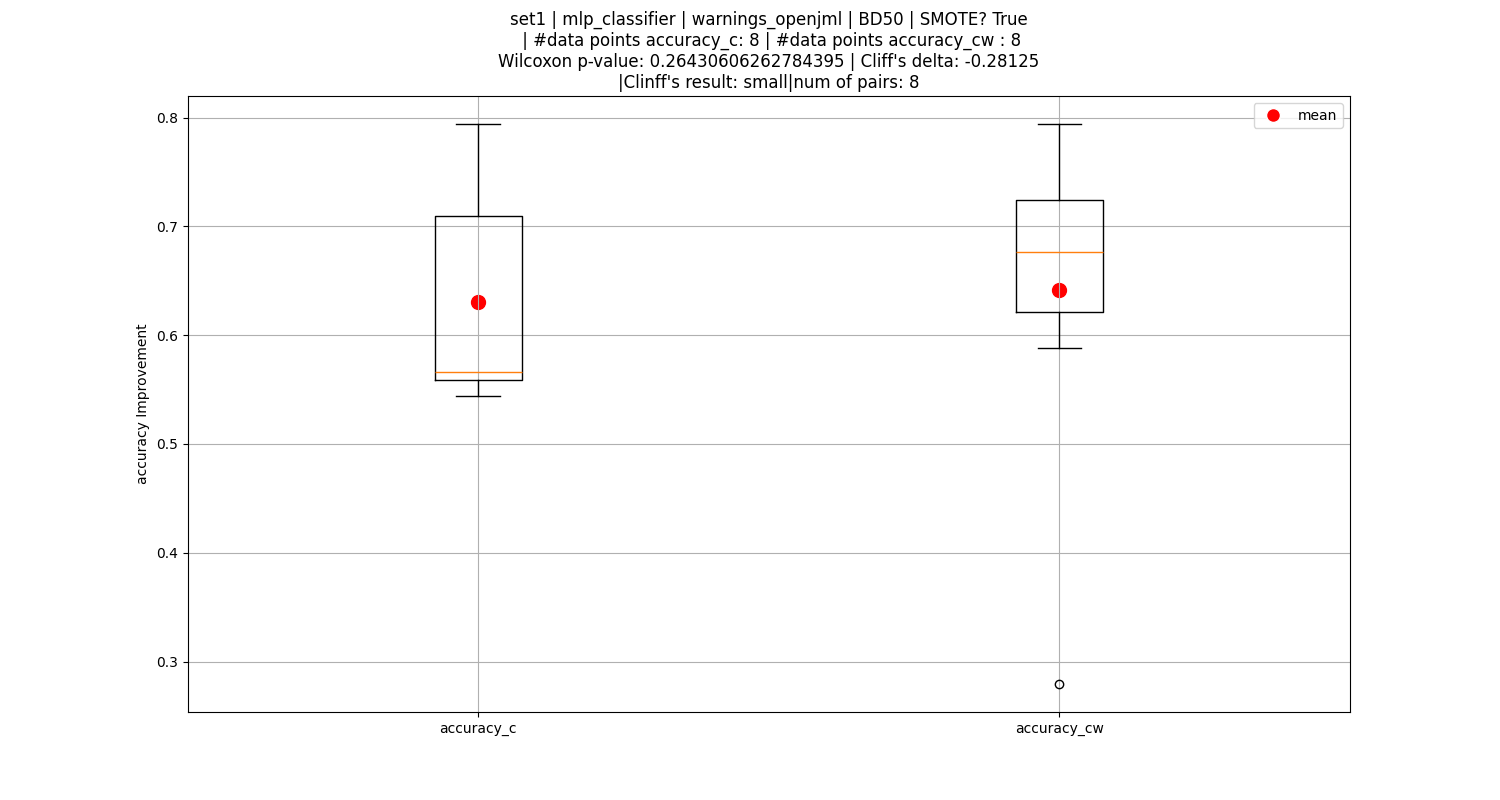 set1 | mlp_classifier | warnings_openjml | BD50 | SMOTE? True
| #data points accuracy_c: 8 | #data points accuracy_cw : 8
Wilcoxon p-value: 0.26430606262784395 | Cliff's delta: -0.28125
|Clinff's result: small|num of pairs: 8
mean
0.8
0.7
0.6
0.5
0.4
0.3
accuracy Improvement
accuracy_c
accuracy_cw